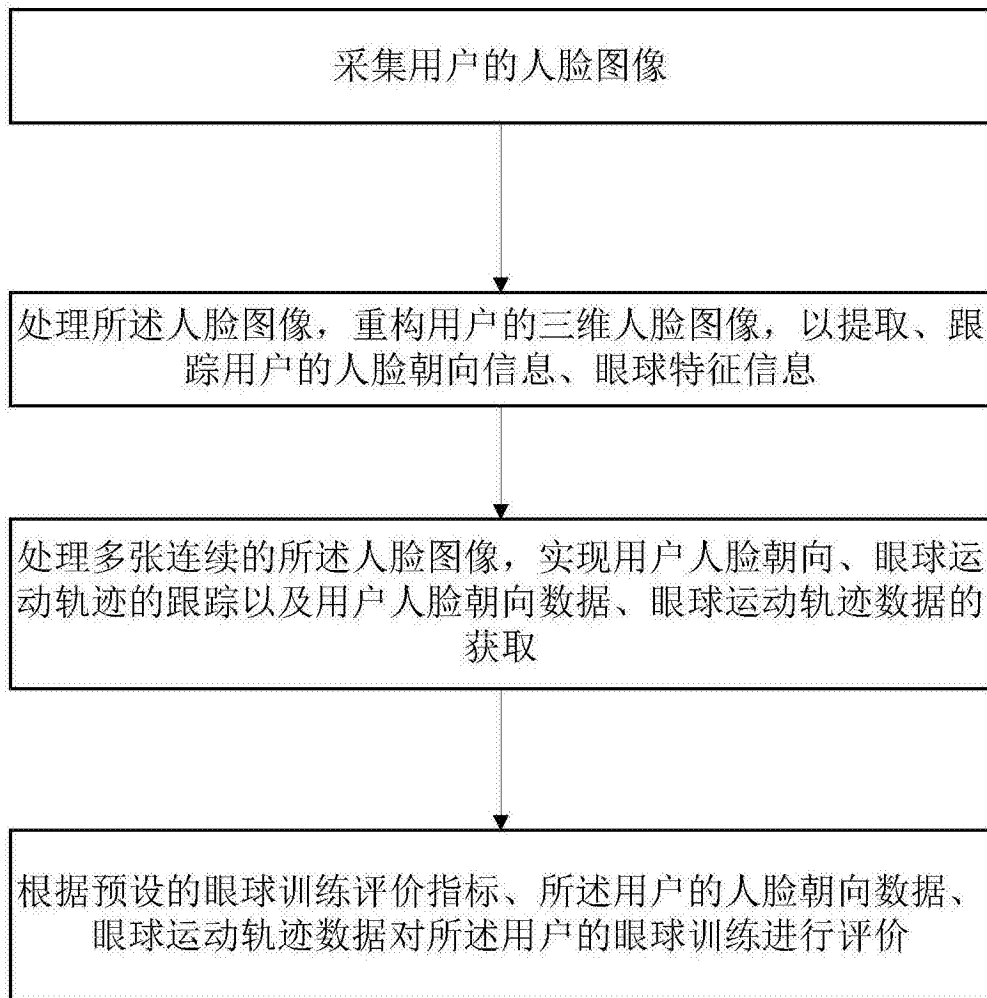 采集用户的人脸图像
处理所述人脸图像，重构用户的三维人脸图像，以提取、跟
踪用户的人脸朝向信息、眼球特征信息
处理多张连续的所述人脸图像，实现用户人脸朝向、眼球运
动轨迹的跟踪以及用户人脸朝向数据、眼球运动轨迹数据的
获取
根据预设的眼球训练评价指标、所述用户的人脸朝向数据、
眼球运动轨迹数据对所述用户的眼球训练进行评价